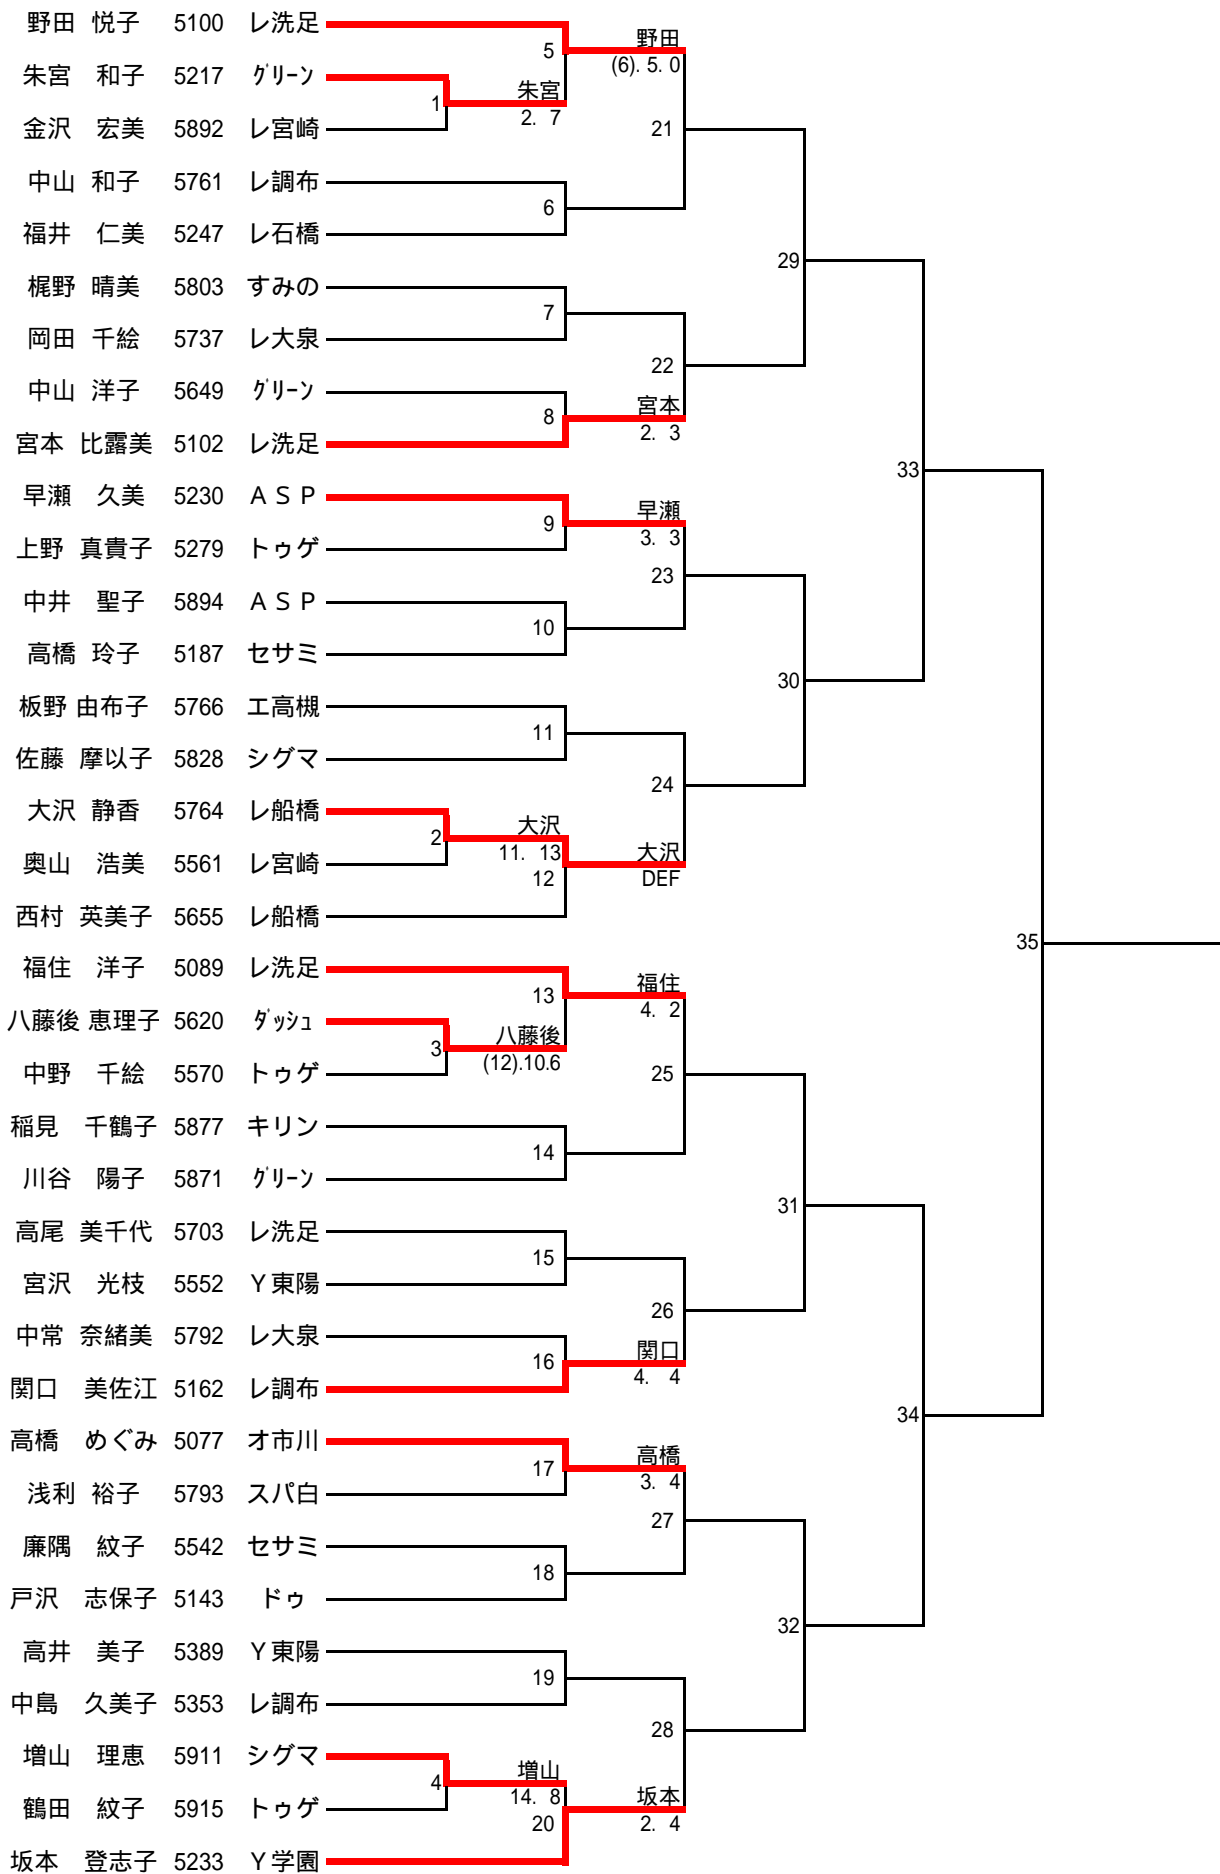 野田 悦子 5100 レ洗足
5 野田
(6). 5. 0
朱宮 和子 5217 グリーン
1 朱宮
2. 7
金沢 宏美 5892 レ宮崎
21
中山 和子 5761 レ調布
6
福井 仁美 5247 レ石橋
29
梶野 晴美 5803 すみの
7
岡田 千絵 5737 レ大泉
22
中山 洋子 5649 グリーン
8 宮本
2. 3
宮本 比露美 5102 レ洗足
33
早瀬 久美 5230 ASP
9 早瀬
3. 3
上野 真貴子 5279 トゥゲ
23
中井 聖子 5894 ASP
10
高橋 玲子 5187 セサミ
30
板野 由布子 5766 エ高槻
11
佐藤 摩以子 5828 シグマ
24
大沢 静香 5764 レ船橋
2 大沢
11. 13
奥山 浩美 5561 レ宮崎
12 大沢
DEF
西村 英美子 5655 レ船橋
35
福住 洋子 5089 レ洗足
13 福住
4. 2
八藤後 恵理子 5620 ダッシュ
3 八藤後
(12).10.6
中野 千絵 5570 トゥゲ
25
稲見 千鶴子 5877 キリン
14
川谷 陽子 5871 グリーン
31
高尾 美千代 5703 レ洗足
15
宮沢 光枝 5552 Y東陽
26
中常 奈緒美 5792 レ大泉
16 関口
4. 4
関口 美佐江 5162 レ調布
34
高橋 めぐみ 5077 オ市川
17 高橋
3. 4
浅利 裕子 5793 スパ白
27
廉隅 紋子 5542 セサミ
18
戸沢 志保子 5143 ドゥ
32
高井 美子 5389 Y東陽
19
中島 久美子 5353 レ調布
28
増山 理恵 5911 シグマ
4 増山
14. 8
鶴田 紋子 5915 トゥゲ
20 坂本
2. 4
坂本 登志子 5233 Y学園